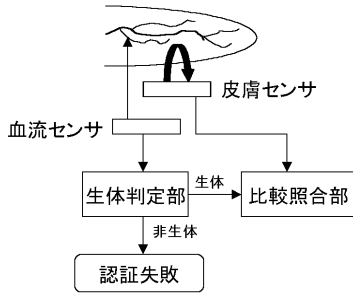 皮膚センサ
血流センサ
生体判定部
生体
比較照合部
非生体
認証失敗